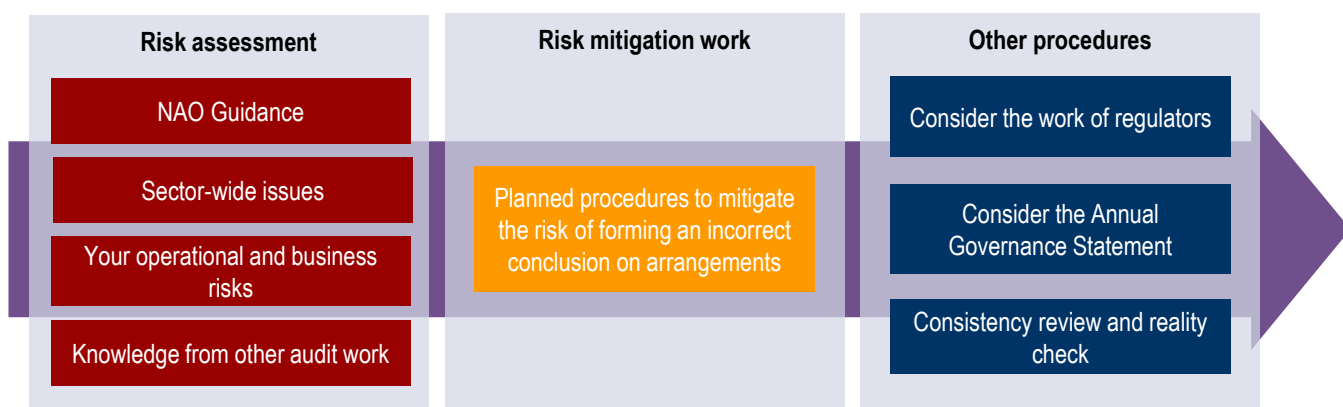 Risk assessment
NAO Guidance
Sector-wide issues
Your operational and business
risks
Knowledge from other audit work
Risk mitigation work
Planned procedures to mitigate
the risk of forming an incorrect
conclusion on arrangements
Other procedures
Consider the work of regulators
Consider the Annual
Governance Statement
Consistency review and reality
check